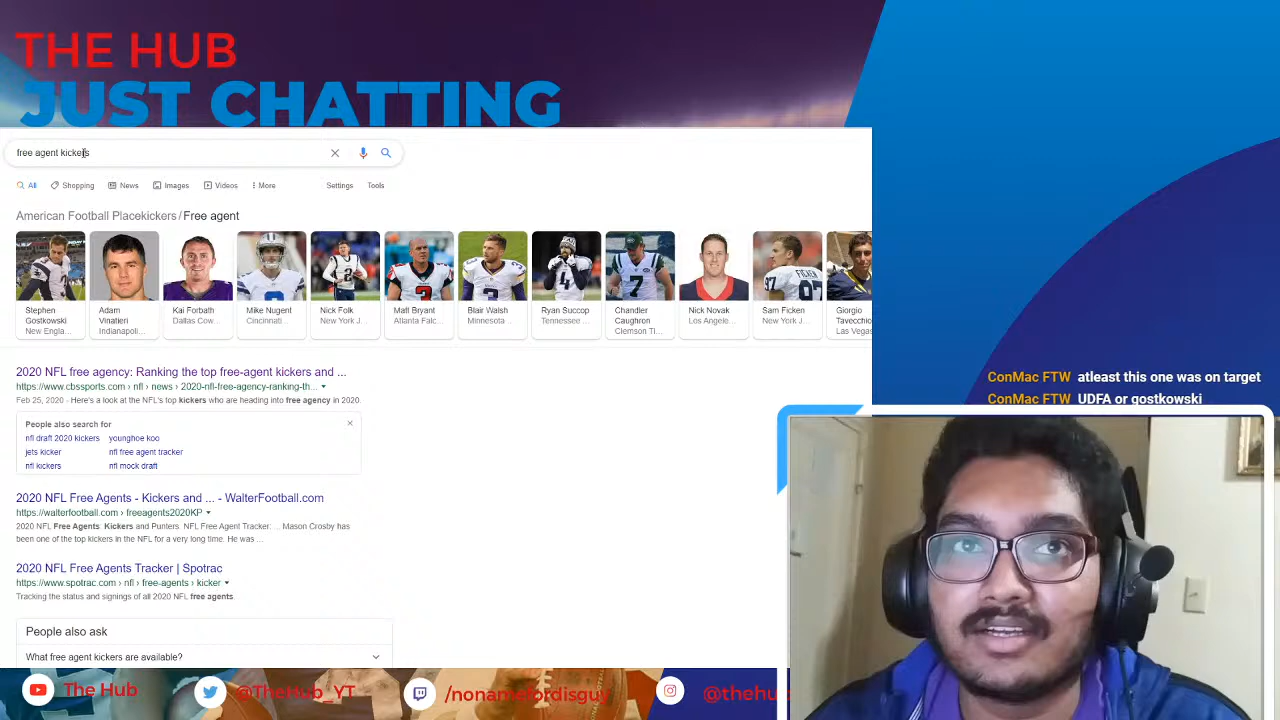 THE HUB
JUST CHATTING
free agent kickers
All Shopping News Images Videos More Settings Tools
American Football Placekickers / Free agent
Stephen Gostkowski New Engla...
Adam Vinatieri Indianapoli...
Kai Forbath Dallas Cow...
Mike Nugent Cincinnati...
Nick Folk New York J...
Matt Bryant Atlanta Falc...
Blair Walsh Minnesota ...
Ryan Succop Tennessee ...
Chandler Caughron Clemson Ti...
Nick Novak Los Angele...
Sam Ficken New York J...
Giorgio Tavecchio Las Vegas
2020 NFL free agency: Ranking the top free-agent kickers and ...
https://www.cbssports.com › nfl › news › 2020-nfl-free-agency-ranking-th...
Feb 25, 2020 - Here's a look at the NFL's top kickers who are heading into free agency in 2020.
People also search for
nfl draft 2020 kickers younghoe koo
jets kicker nfl free agent tracker
nfl kickers nfl mock draft
2020 NFL Free Agents - Kickers and ... - WalterFootball.com
https://walterfootball.com › freeagents2020KP
2020 NFL Free Agents: Kickers and Punters. NFL Free Agent Tracker. ... Mason Crosby has
been one of the top kickers in the NFL for a very long time. He was ...
2020 NFL Free Agents Tracker | Spotrac
https://www.spotrac.com › nfl › free-agents › kicker
Tracking the status and signings of all 2020 NFL free agents.
People also ask
What free agent kickers are available?
ConMac FTW atleast this one was on target
ConMac FTW UDFA or gostkowski
The Hub @TheHub_YT /nonamefordisguy @thehub